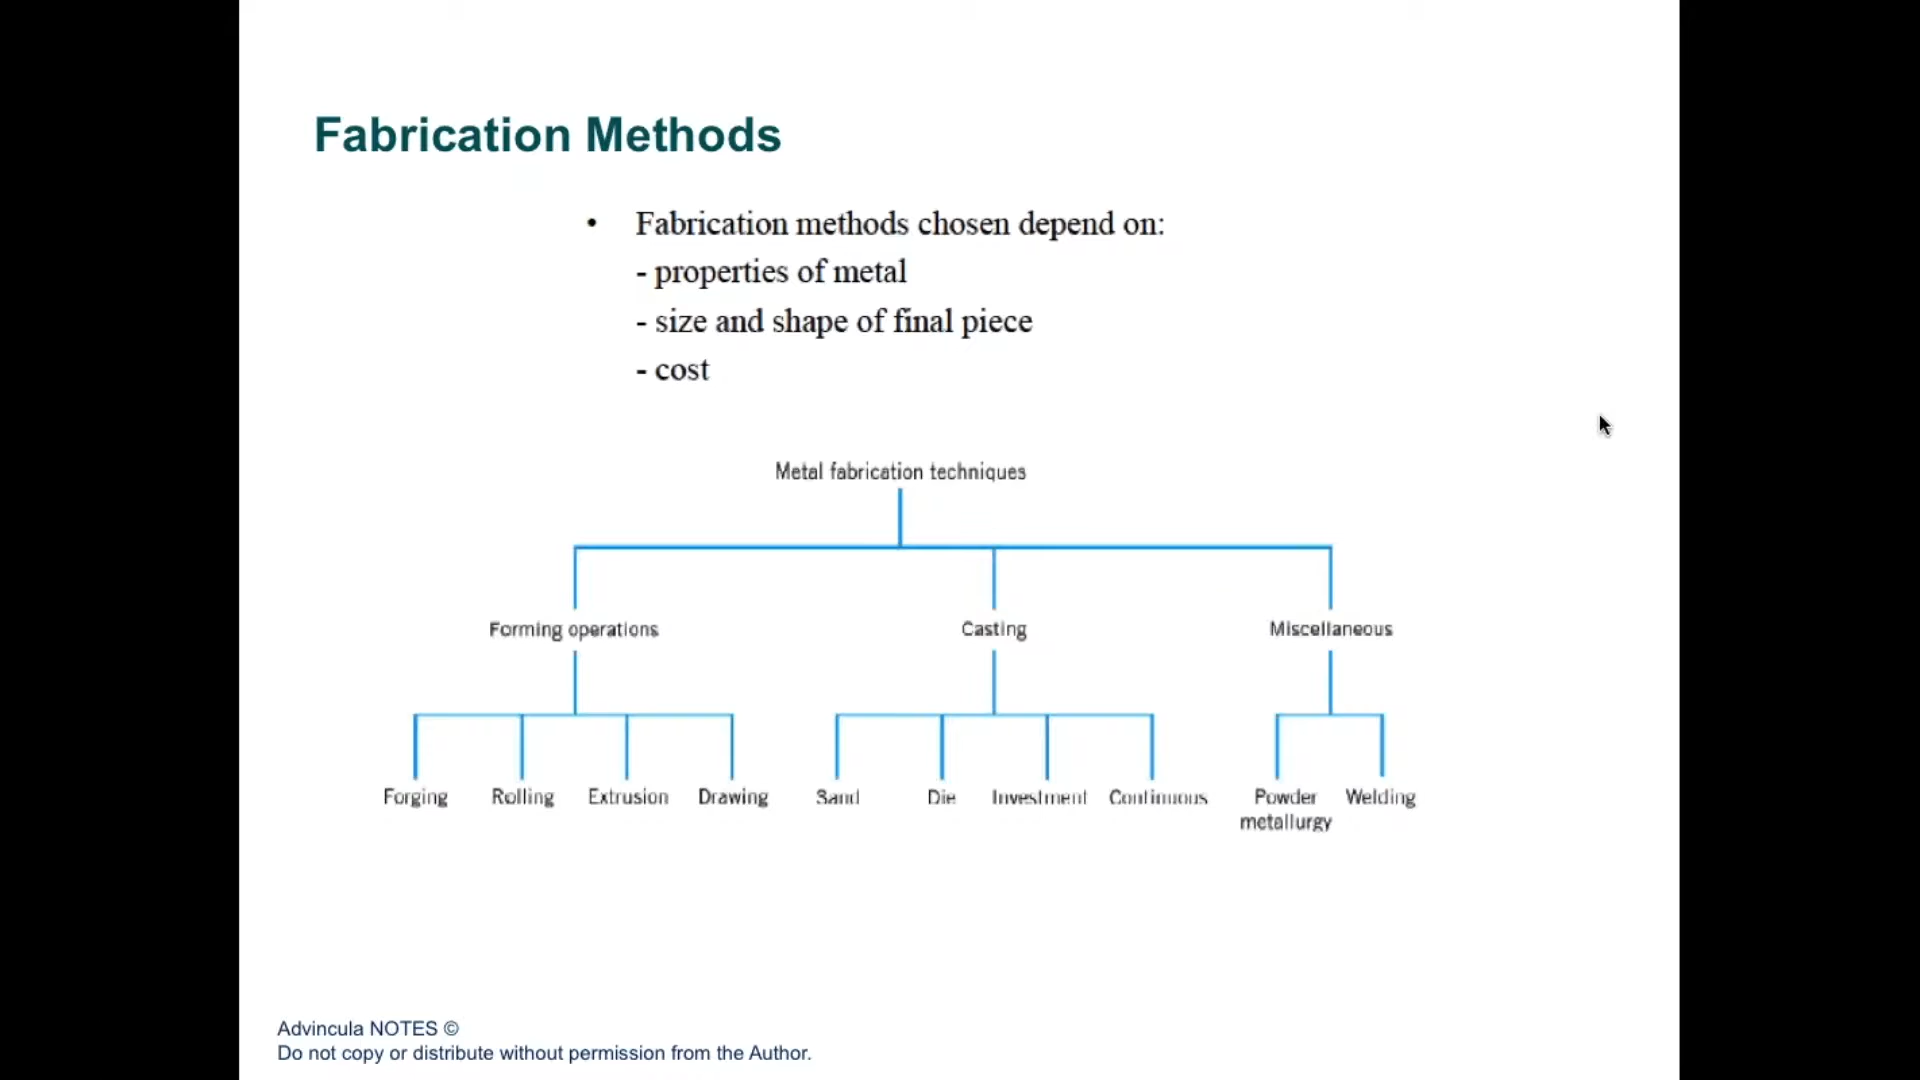 Fabrication Methods
• Fabrication methods chosen depend on:
- properties of metal
- size and shape of final piece
- cost
Metal fabrication techniques
Forming operations Casting Miscellaneous
Forging Rolling Extrusion Drawing Sand Die Investment Continuous Powder metallurgy Welding
Advincula NOTES ©
Do not copy or distribute without permission from the Author.